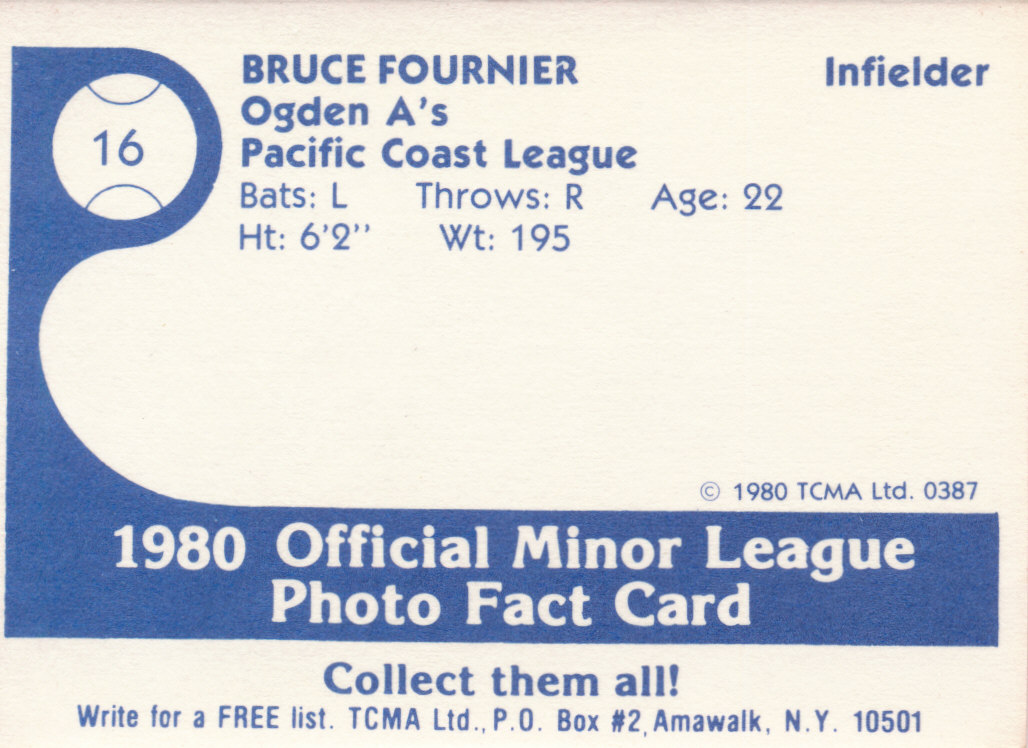 16
BRUCE FOURNIER Infielder
Ogden A's
Pacific Coast League
Bats: L Throws: R Age: 22
Ht: 6'2'' Wt: 195
© 1980 TCMA Ltd. 0387
1980 Official Minor League
Photo Fact Card
Collect them all!
Write for a FREE list. TCMA Ltd., P.O. Box #2, Amawalk, N.Y. 10501